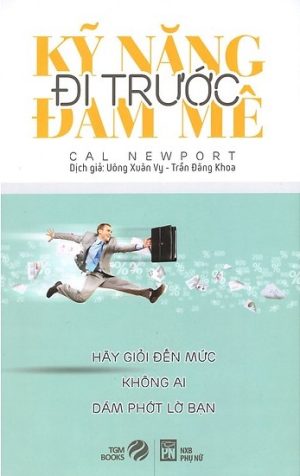 KỸ NĂNG
ĐI TRƯỚC
ĐAM MÊ
CAL NEWPORT
Dịch giả: Uông Xuân Vy - Trần Đăng Khoa
HÃY GIỎI ĐẾN MỨC
KHÔNG AI
DÁM PHỚT LỜ BẠN
TGM
BOOKS
PN
NXB
PHỤ NỮ